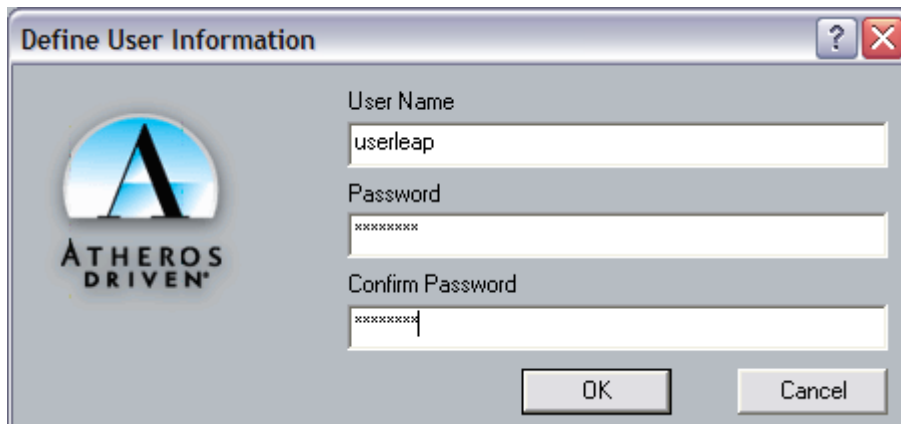 Define User Information
User Name
userleap
Password
********
Confirm Password
********
ATHEROS
DRIVEN®
OK
Cancel